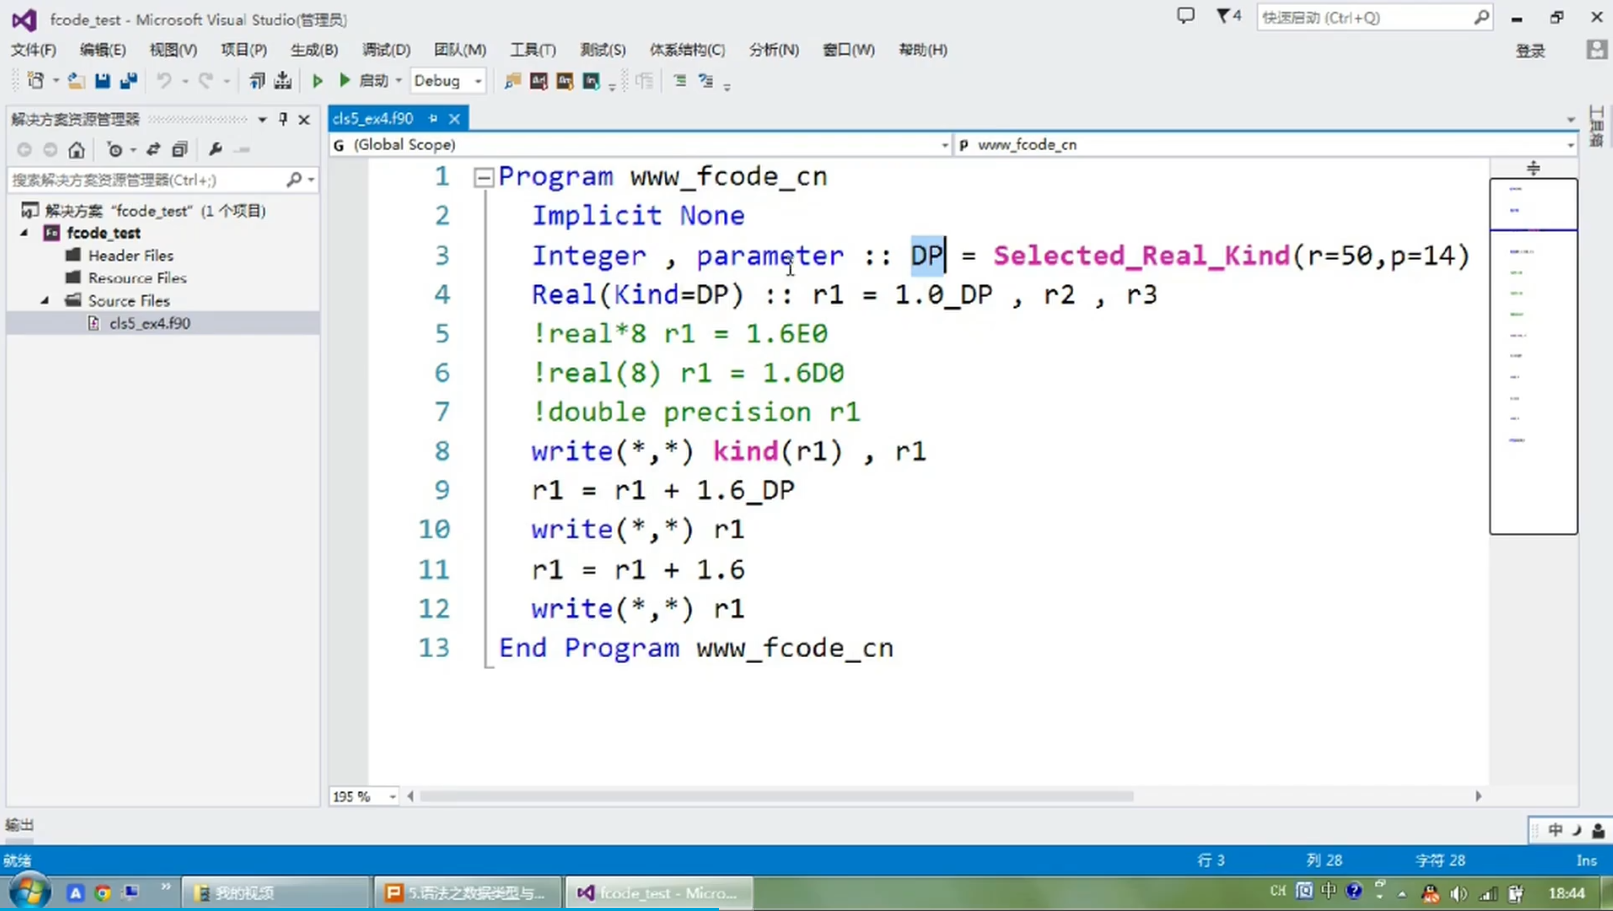 fcode_test - Microsoft Visual Studio(管理员)
4
快速启动 (Ctrl+Q)
文件(F) 编辑(E) 视图(V) 项目(P) 生成(B) 调试(D) 团队(M) 工具(T) 测试(S) 体系结构(C) 分析(N) 窗口(W) 帮助(H)
登录
启动 Debug
解决方案资源管理器
cls5_ex4.f90
工具箱
(Global Scope)
www_fcode_cn
搜索解决方案资源管理器(Ctrl+;)
解决方案 "fcode_test" (1 个项目)
fcode_test
Header Files
Resource Files
Source Files
cls5_ex4.f90
1 Program www_fcode_cn
2 Implicit None
3 Integer , parameter :: DP = Selected_Real_Kind(r=50,p=14)
4 Real(Kind=DP) :: r1 = 1.0_DP , r2 , r3
5 !real*8 r1 = 1.6E0
6 !real(8) r1 = 1.6D0
7 !double precision r1
8 write(*,*) kind(r1) , r1
9 r1 = r1 + 1.6_DP
10 write(*,*) r1
11 r1 = r1 + 1.6
12 write(*,*) r1
13 End Program www_fcode_cn
195 %
输出
中
就绪
行 3 列 28 字符 28 Ins
我的视频
5.语法之数据类型与...
fcode_test - Micro...
CH 中
18:44